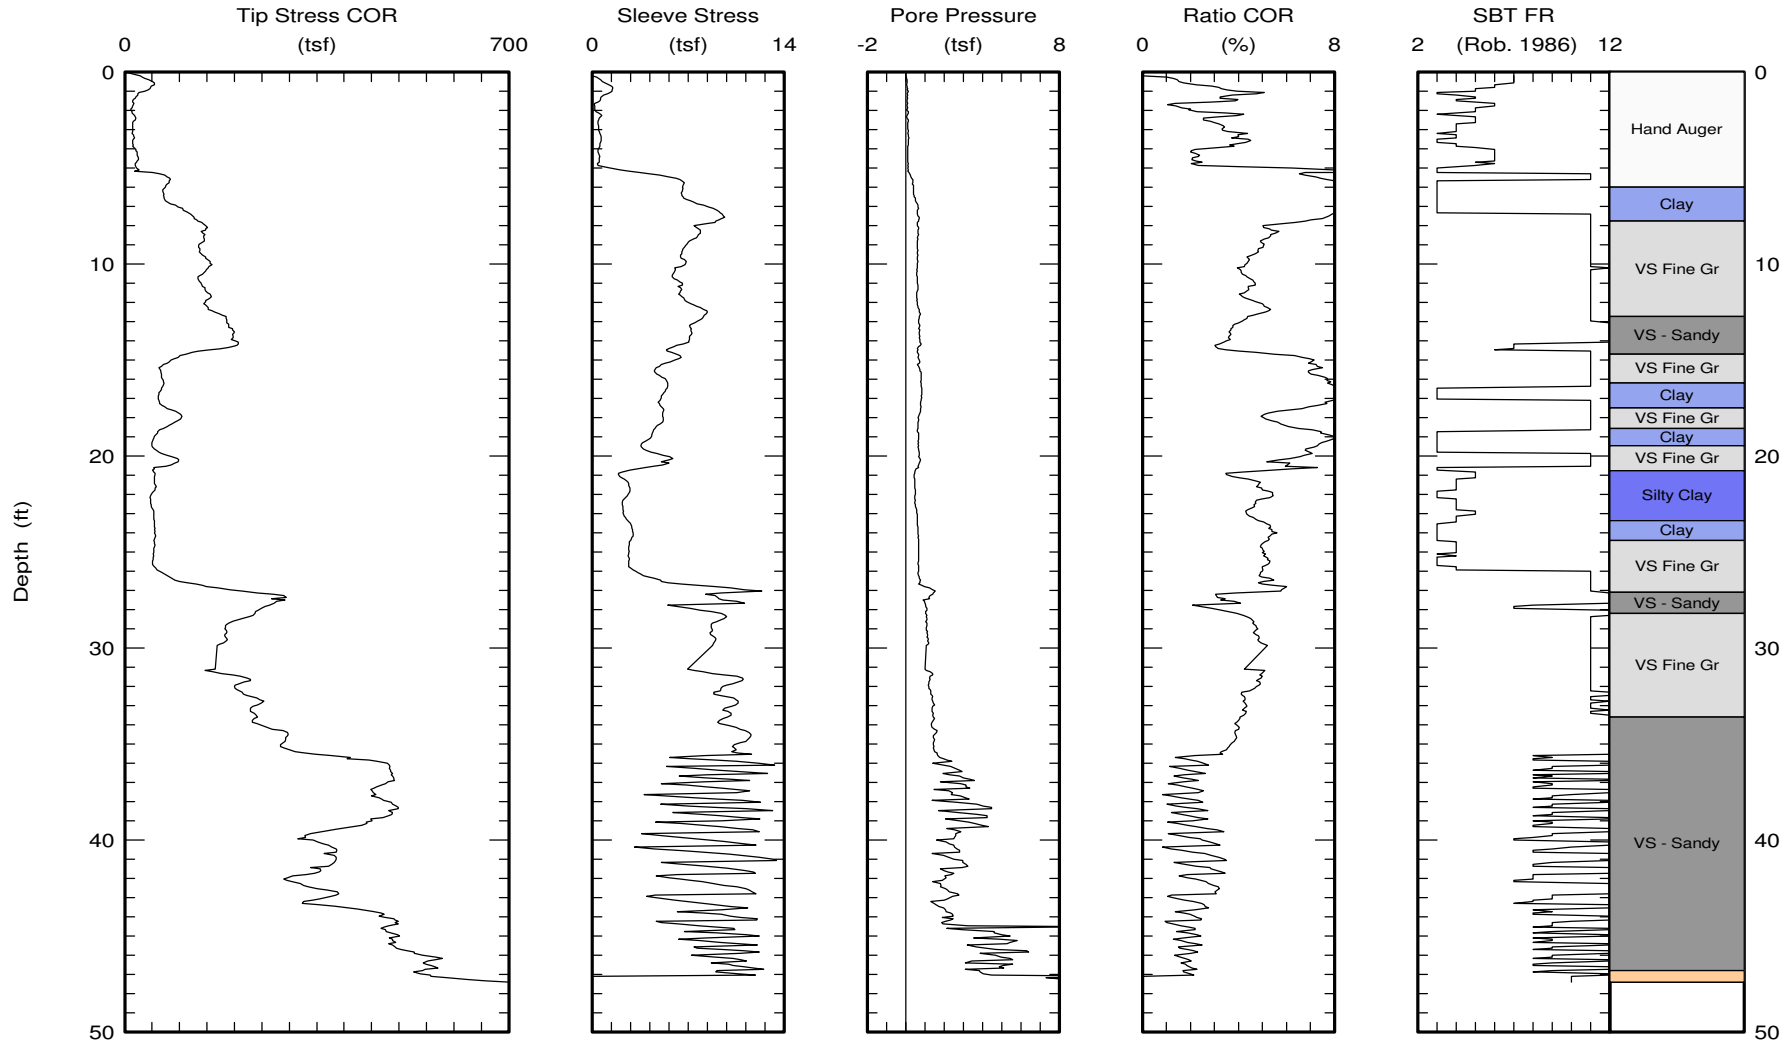 Tip Stress COR
(tsf)
0 700
Sleeve Stress
(tsf)
0 14
Pore Pressure
(tsf)
-2 8
Ratio COR
(%)
0 8
SBT FR
(Rob. 1986)
2 12
Depth (ft)
0
10
20
30
40
50
Hand Auger
Clay
VS Fine Gr
VS - Sandy
VS Fine Gr
Clay
VS Fine Gr
Clay
VS Fine Gr
Silty Clay
Clay
VS Fine Gr
VS - Sandy
VS Fine Gr
VS - Sandy
0
10
20
30
40
50